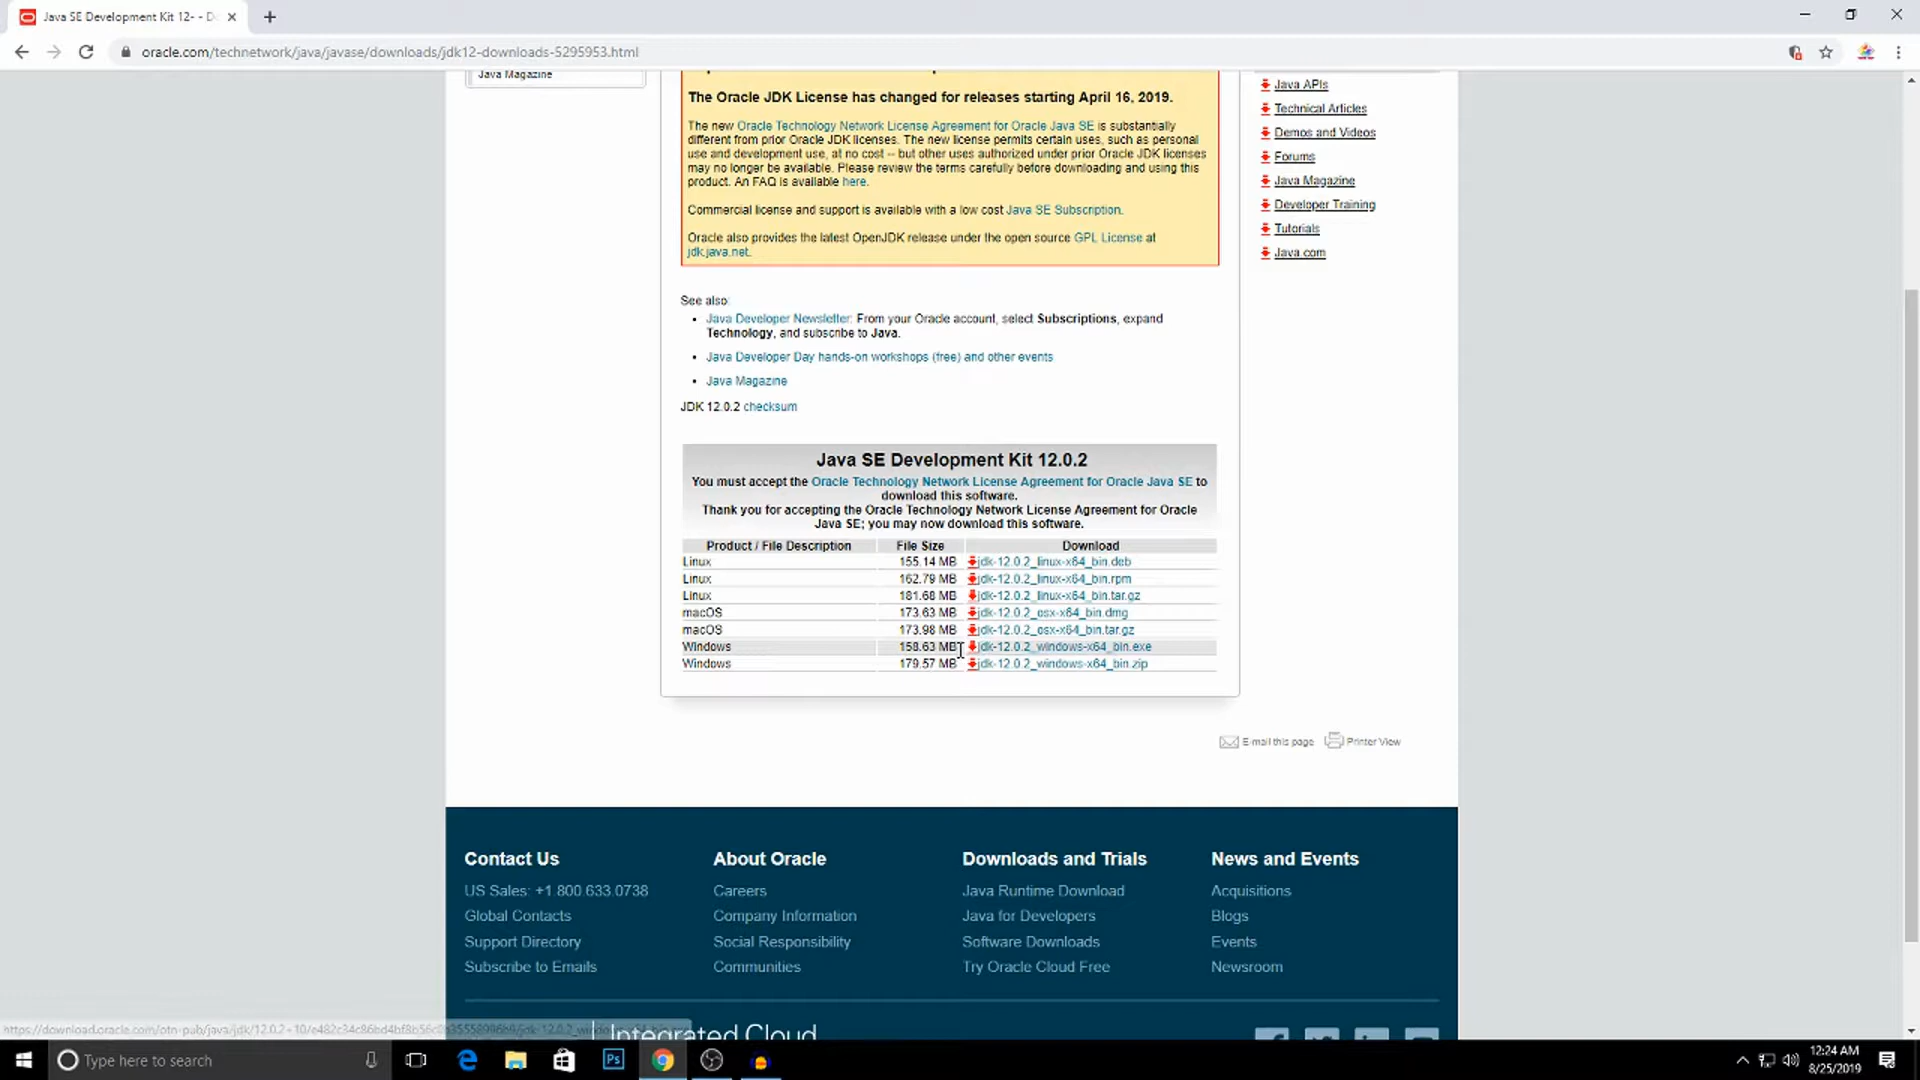 Java SE Development Kit 12- - D
oracle.com/technetwork/java/javase/downloads/jdk12-downloads-5295953.html
Java Magazine
The Oracle JDK License has changed for releases starting April 16, 2019.
The new Oracle Technology Network License Agreement for Oracle Java SE is substantially
different from prior Oracle JDK licenses. The new license permits certain uses, such as personal
use and development use, at no cost -- but other uses authorized under prior Oracle JDK licenses
may no longer be available. Please review the terms carefully before downloading and using this
product. An FAQ is available here.
Commercial license and support is available with a low cost Java SE Subscription.
Oracle also provides the latest OpenJDK release under the open source GPL License at
jdk.java.net.
See also:
• Java Developer Newsletter: From your Oracle account, select Subscriptions, expand
Technology, and subscribe to Java.
• Java Developer Day hands-on workshops (free) and other events
• Java Magazine
JDK 12.0.2 checksum
Java SE Development Kit 12.0.2
You must accept the Oracle Technology Network License Agreement for Oracle Java SE to
download this software.
Thank you for accepting the Oracle Technology Network License Agreement for Oracle
Java SE; you may now download this software.
Product / File Description File Size Download
Linux 155.14 MB jdk-12.0.2_linux-x64_bin.deb
Linux 162.79 MB jdk-12.0.2_linux-x64_bin.rpm
Linux 181.68 MB jdk-12.0.2_linux-x64_bin.tar.gz
macOS 173.63 MB jdk-12.0.2_osx-x64_bin.dmg
macOS 173.98 MB jdk-12.0.2_osx-x64_bin.tar.gz
Windows 158.63 MB jdk-12.0.2_windows-x64_bin.exe
Windows 179.57 MB jdk-12.0.2_windows-x64_bin.zip
Java APIs
Technical Articles
Demos and Videos
Forums
Java Magazine
Developer Training
Tutorials
Java.com
E-mail this page Printer View
Contact Us
US Sales: +1 800 633.0738
Global Contacts
Support Directory
Subscribe to Emails
About Oracle
Careers
Company Information
Social Responsibility
Communities
Downloads and Trials
Java Runtime Download
Java for Developers
Software Downloads
Try Oracle Cloud Free
News and Events
Acquisitions
Blogs
Events
Newsroom
Integrated Cloud
Type here to search
Ps
12:24 AM
8/25/2019